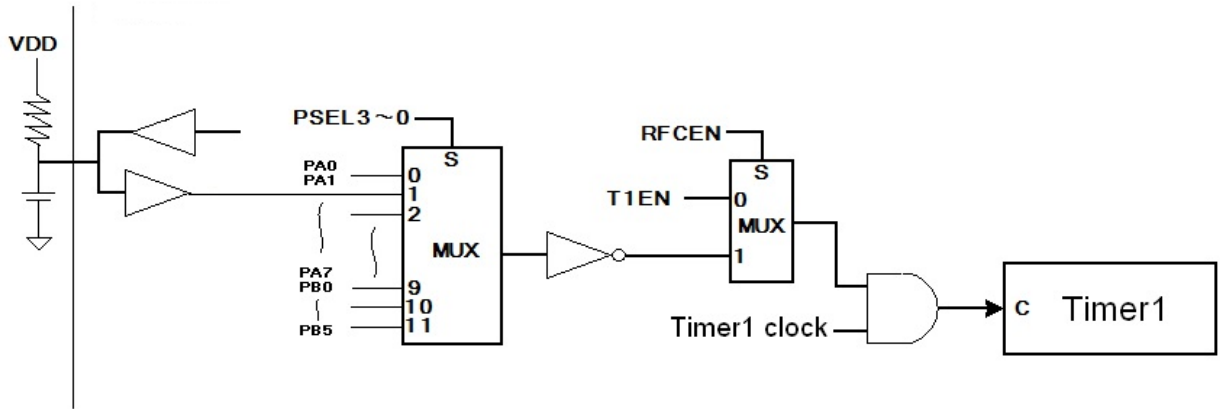 VDD
PSEL3~0
S
PA0
PA1
0
1
2
MUX
PA7
PB0
9
10
PB5
11
RFCEN
S
T1EN
0
MUX
1
Timer1 clock
C
Timer1